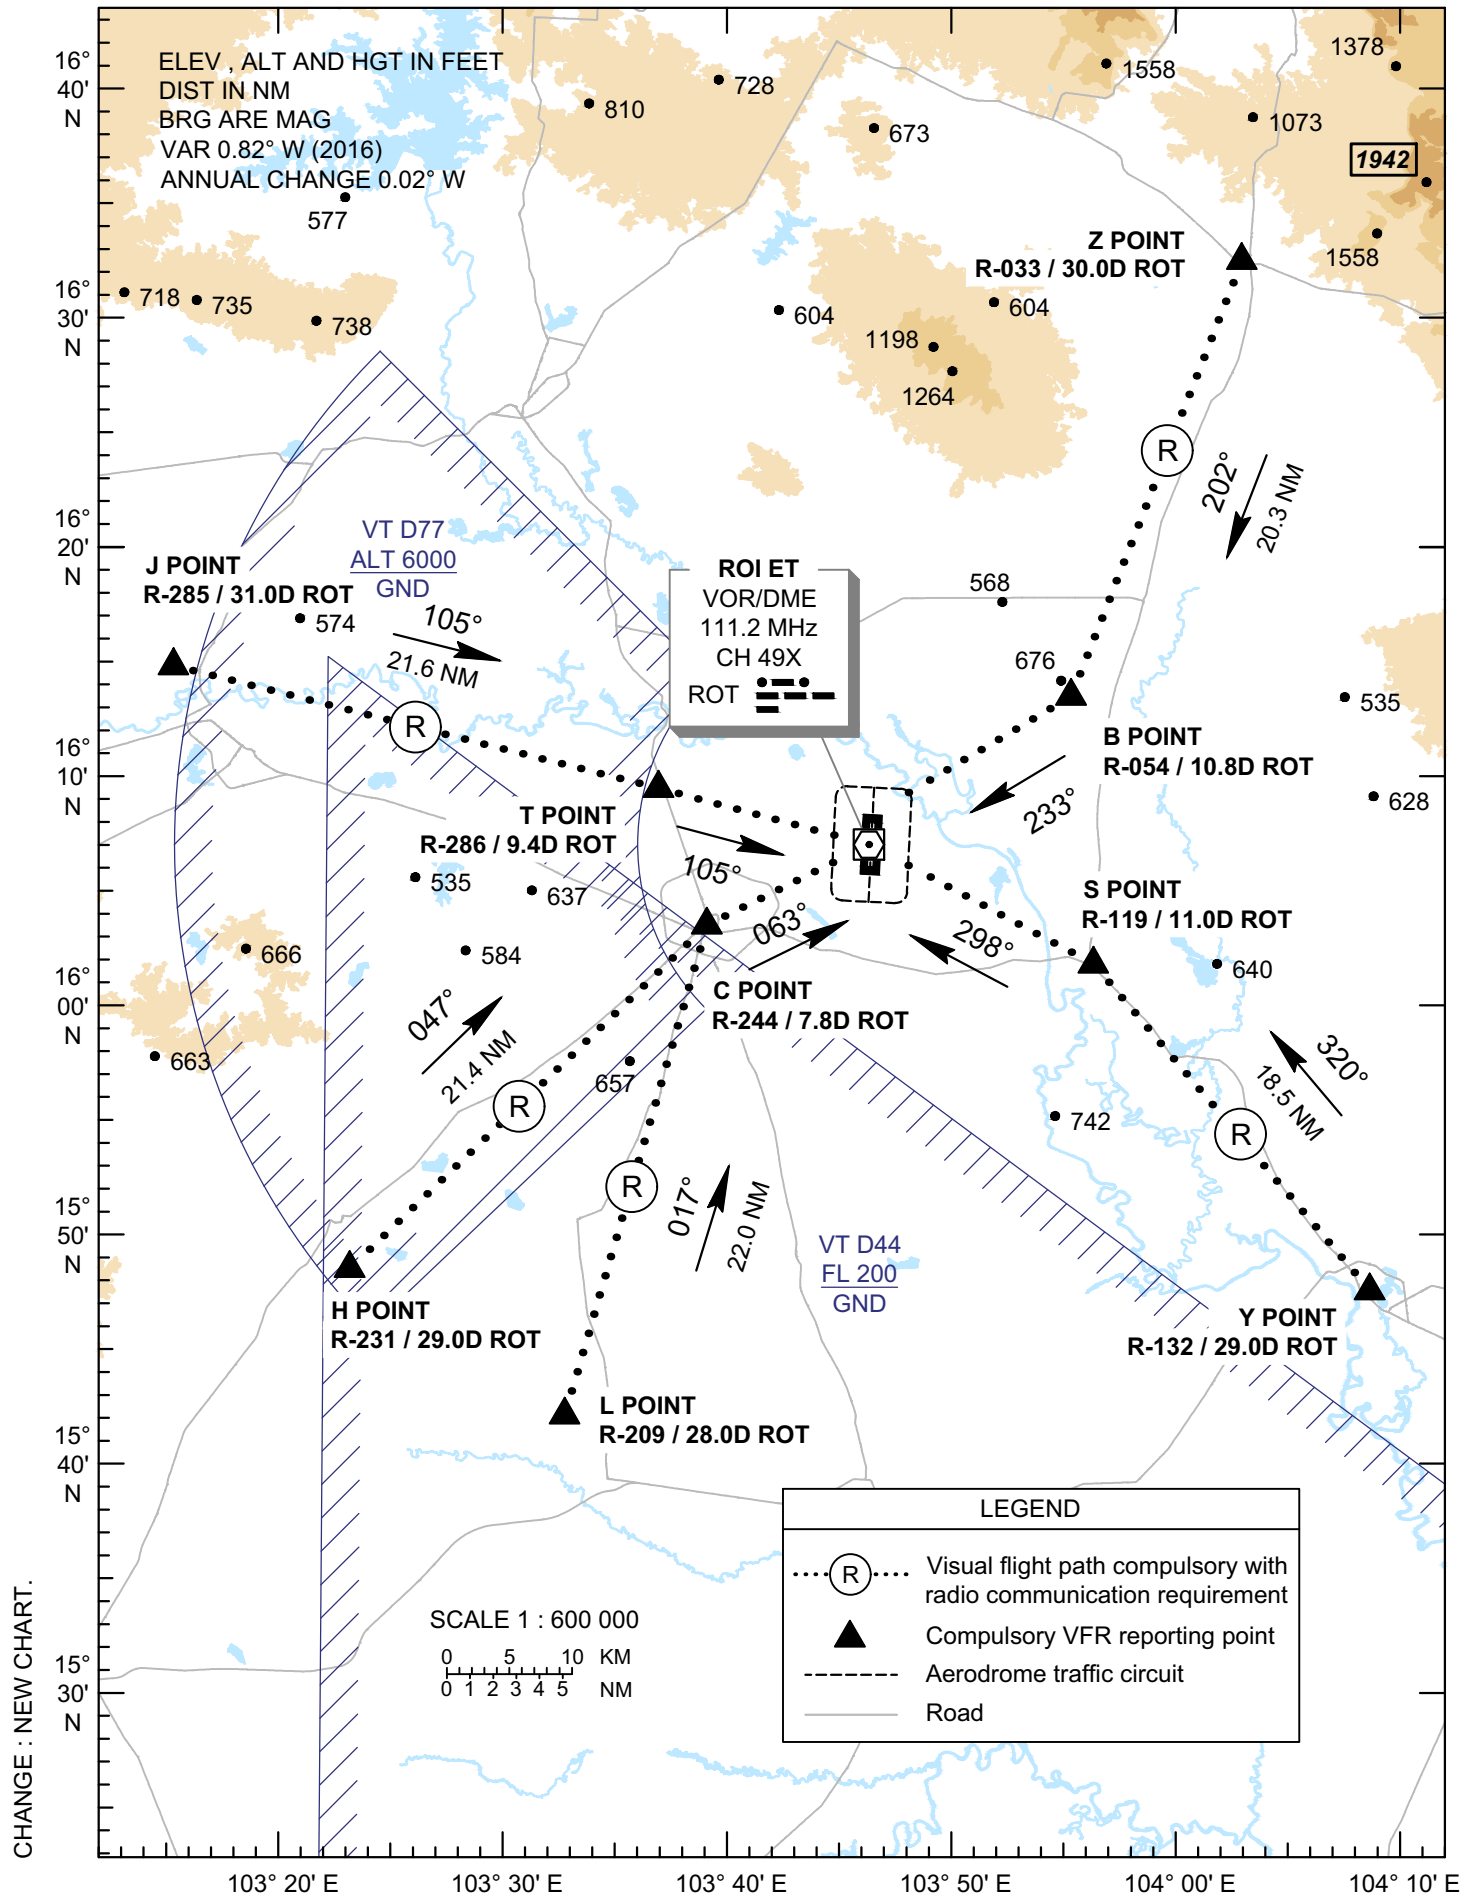 ELEV , ALT AND HGT IN FEET
DIST IN NM
BRG ARE MAG
VAR 0.82° W (2016)
ANNUAL CHANGE 0.02° W
16°
40'
N
577
810
728
673
1558
1378
1073
1942
1558
Z POINT
R-033 / 30.0D ROT
16°
30'
N
718
735
738
604
604
1198
1264
R
202°
20.3 NM
16°
20'
N
VT D77
ALT 6000
GND
J POINT
R-285 / 31.0D ROT
574
105°
21.6 NM
ROI ET
VOR/DME
111.2 MHz
CH 49X
ROT
568
676
535
R
16°
10'
N
B POINT
R-054 / 10.8D ROT
628
233°
T POINT
R-286 / 9.4D ROT
105°
535
637
S POINT
R-119 / 11.0D ROT
063°
298°
666
584
640
16°
00'
N
C POINT
R-244 / 7.8D ROT
047°
21.4 NM
663
657
R
742
320°
18.5 NM
R
R
017°
22.0 NM
15°
50'
N
VT D44
FL 200
GND
H POINT
R-231 / 29.0D ROT
Y POINT
R-132 / 29.0D ROT
L POINT
R-209 / 28.0D ROT
15°
40'
N
LEGEND
R
Visual flight path compulsory with
radio communication requirement
Compulsory VFR reporting point
Aerodrome traffic circuit
Road
SCALE 1 : 600 000
0 5 10 KM
0 1 2 3 4 5 NM
15°
30'
N
CHANGE : NEW CHART.
103° 20' E 103° 30' E 103° 40' E 103° 50' E 104° 00' E 104° 10' E